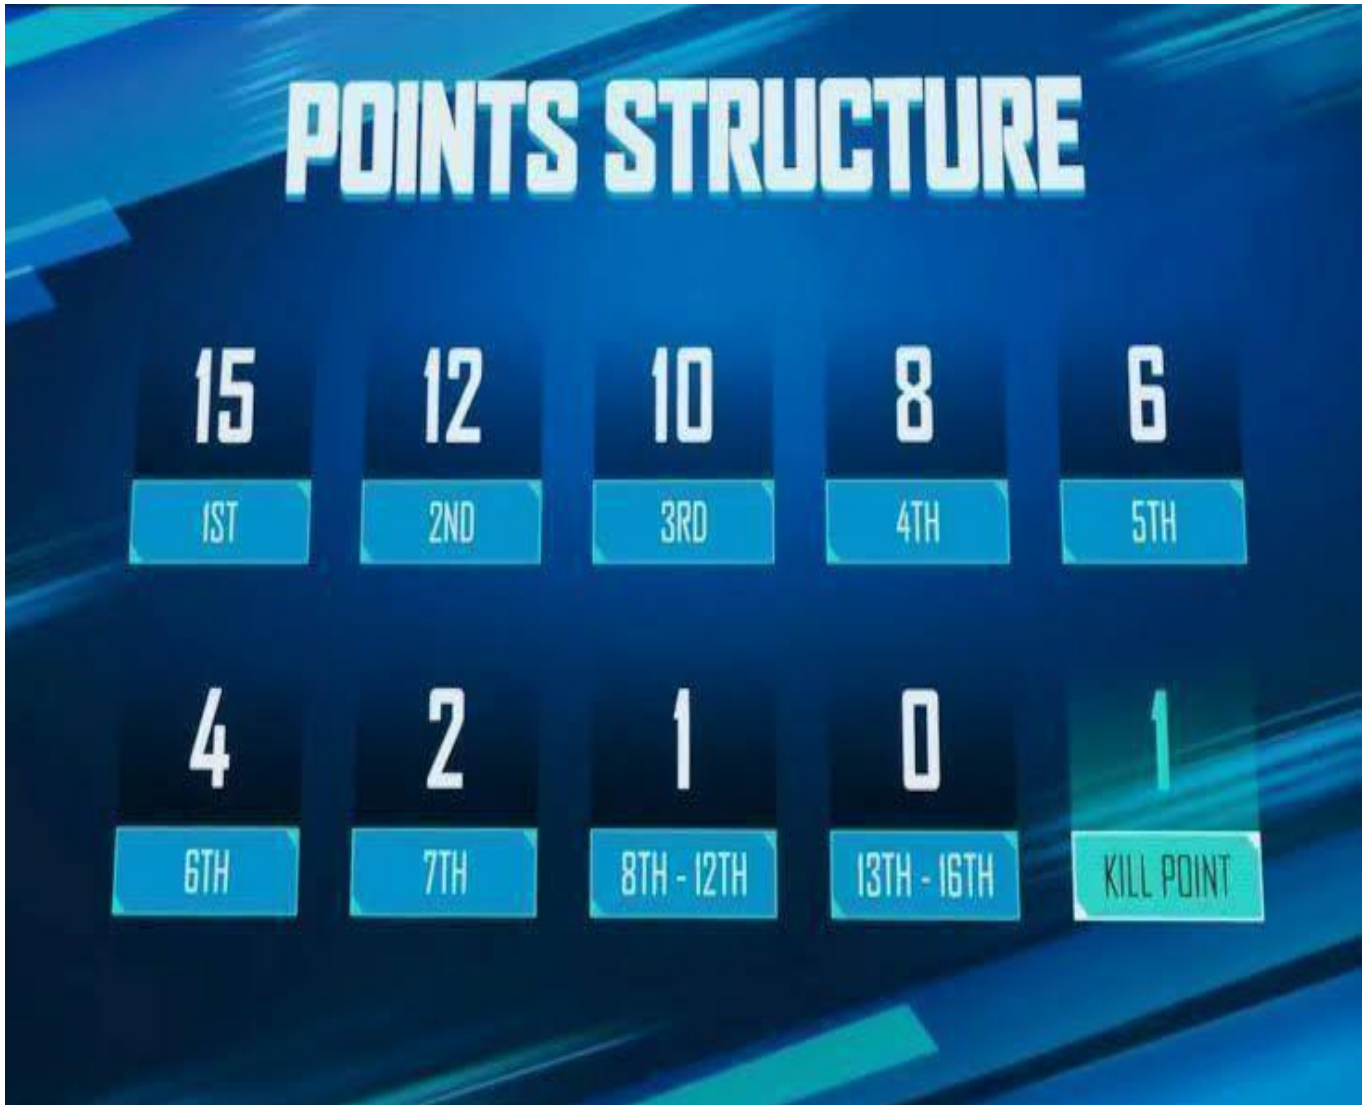 POINTS STRUCTURE
15 12 10 8 6
1ST 2ND 3RD 4TH 5TH
4 2 1 0 1
6TH 7TH 8TH - 12TH 13TH - 16TH KILL POINT